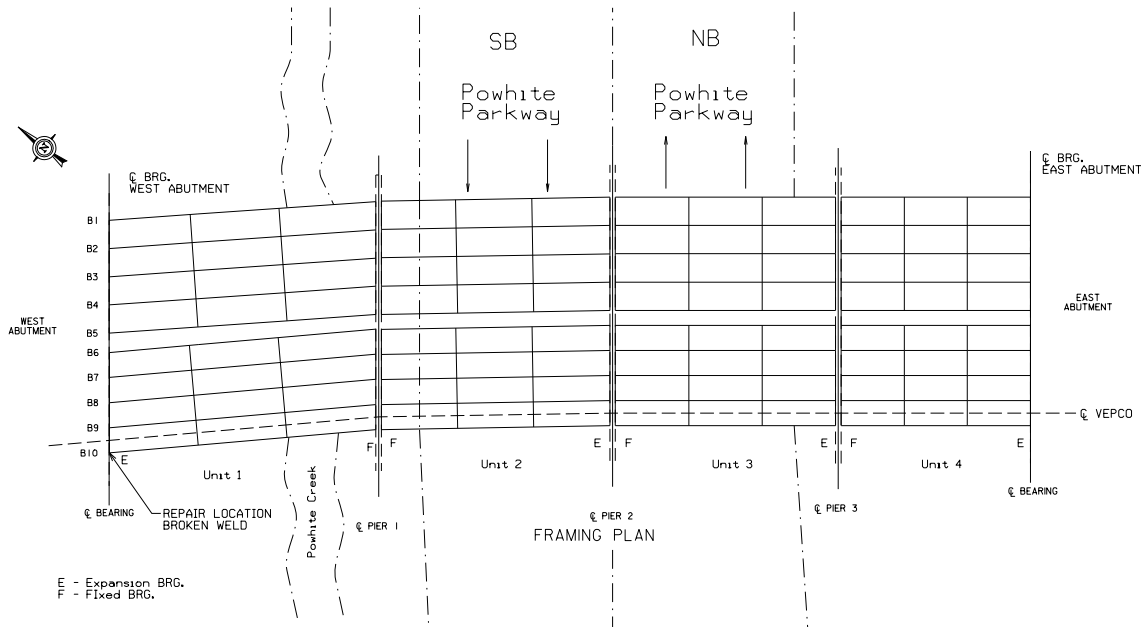 SB
NB
Powhite
Parkway
Powhite
Parkway
N
℄ BRG.
WEST ABUTMENT
℄ BRG.
EAST ABUTMENT
B1
B2
B3
B4
B5
B6
B7
B8
B9
B10
WEST
ABUTMENT
EAST
ABUTMENT
℄ VEPCO
E
F
F
E
F
E
F
E
Unit 1
Unit 2
Unit 3
Unit 4
℄ BEARING
REPAIR LOCATION
BROKEN WELD
Powhite Creek
℄ PIER 1
℄ PIER 2
℄ PIER 3
℄ BEARING
FRAMING PLAN
E - Expansion BRG.
F - Fixed BRG.